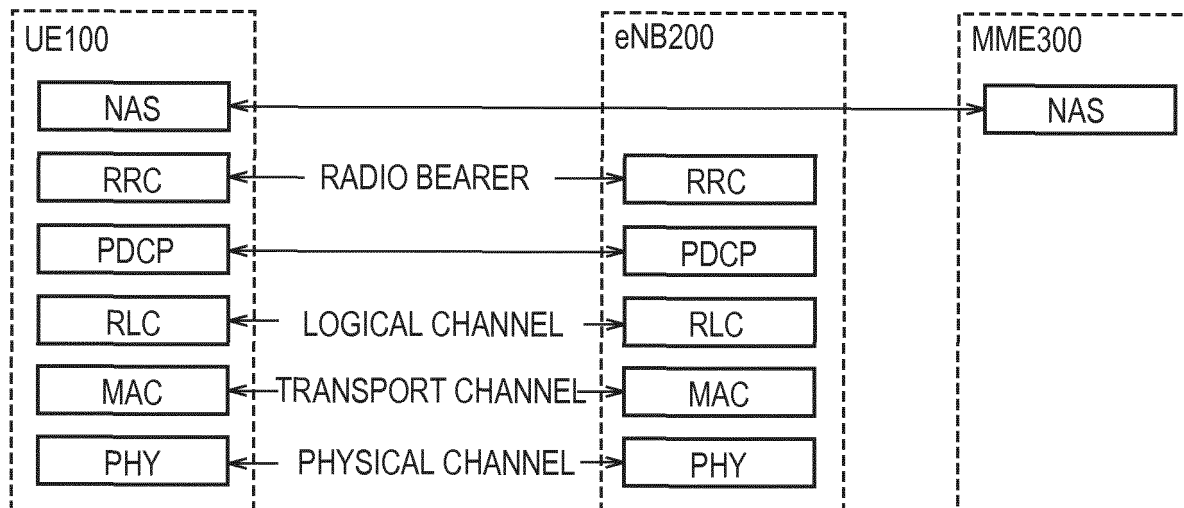 UE100 eNB200 MME300
NAS NAS
RRC RADIO BEARER RRC
PDCP PDCP
RLC LOGICAL CHANNEL RLC
MAC TRANSPORT CHANNEL MAC
PHY PHYSICAL CHANNEL PHY